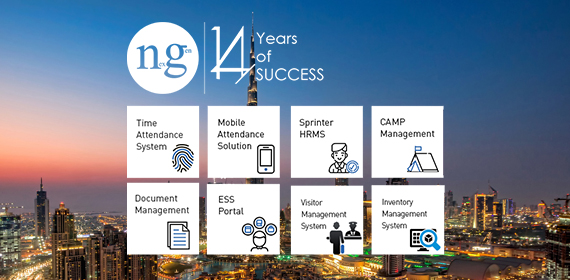 nexgen
14 Years
of
SUCCESS
Time
Attendance
System
Mobile
Attendance
Solution
Sprinter
HRMS
CAMP
Management
Document
Management
ESS
Portal
Visitor
Management
System
Inventory
Management
System